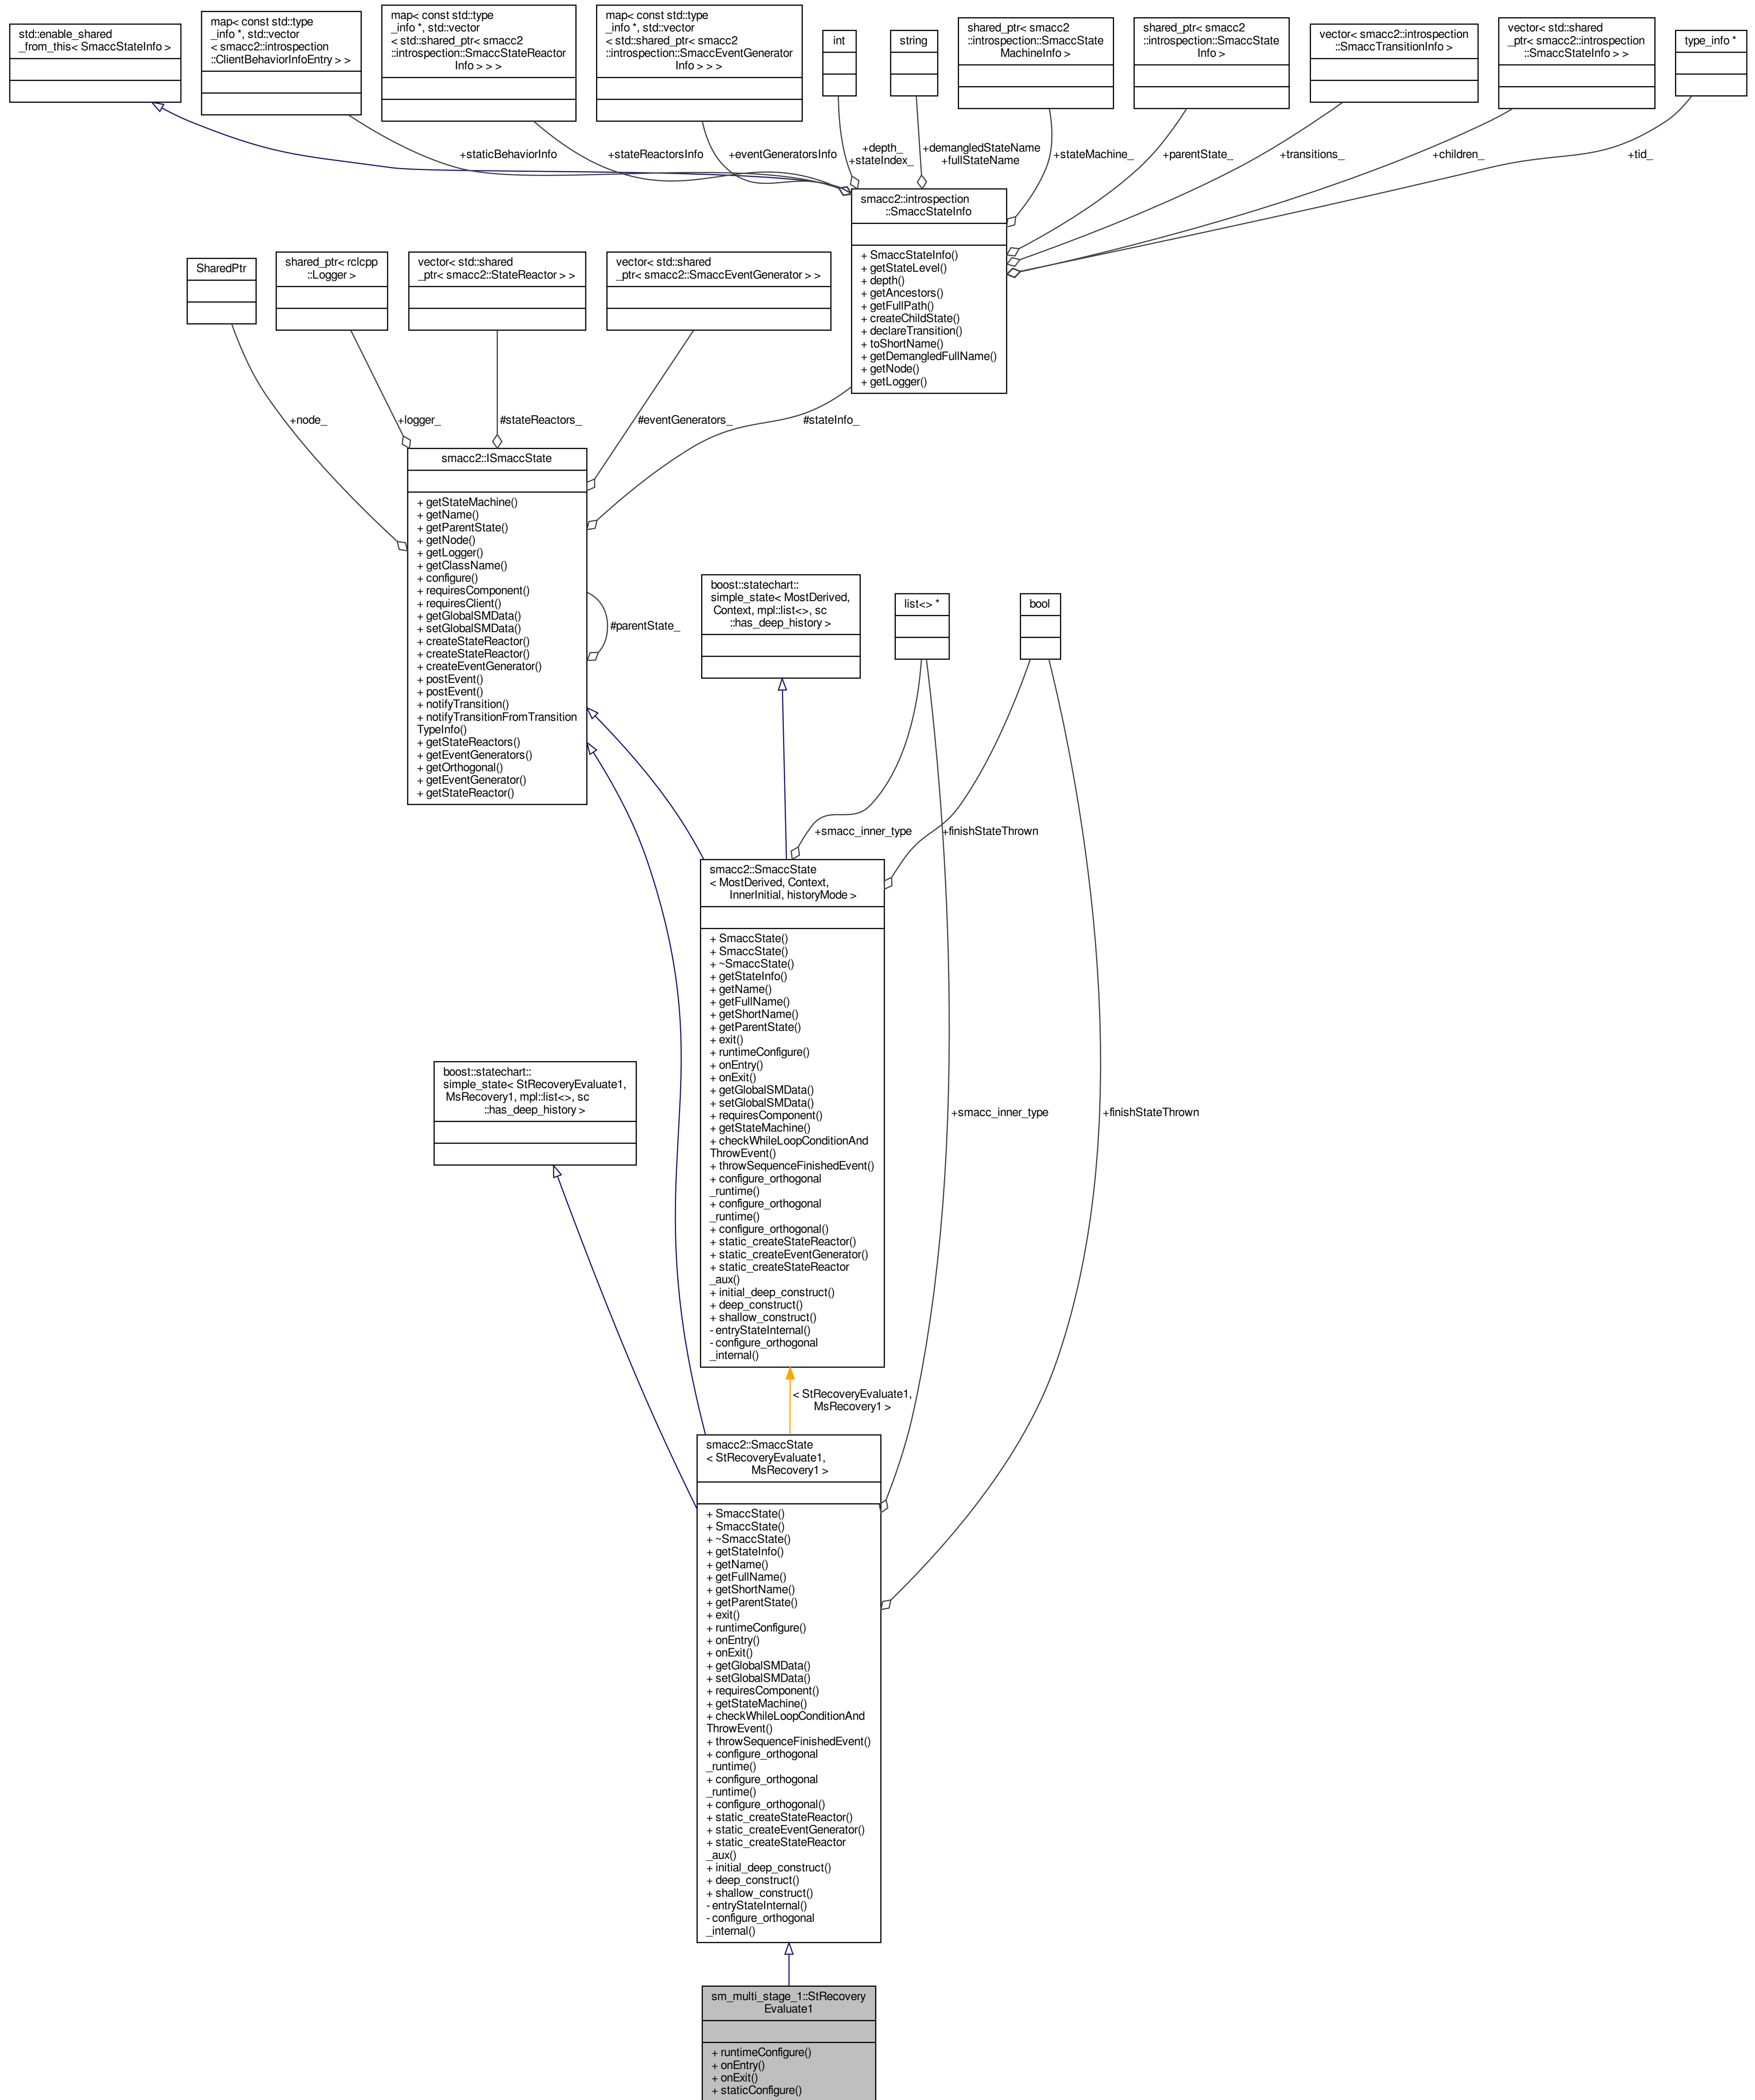 std::enable_shared
_from_this< SmaccStateInfo >
map< const std::type
_info *, std::vector
< smacc2::introspection
::ClientBehaviorInfoEntry > >
map< const std::type
_info *, std::vector
< std::shared_ptr< smacc2
::introspection::SmaccStateReactor
Info > > >
map< const std::type
_info *, std::vector
< std::shared_ptr< smacc2
::introspection::SmaccEventGenerator
Info > > >
int
string
shared_ptr< smacc2
::introspection::SmaccState
MachineInfo >
shared_ptr< smacc2
::introspection::SmaccState
Info >
vector< smacc2::introspection
::SmaccTransitionInfo >
vector< std::shared
_ptr< smacc2::introspection
::SmaccStateInfo > >
type_info *
+staticBehaviorInfo
+stateReactorsInfo
+eventGeneratorsInfo
+depth_
+stateIndex_
+demangledStateName
+fullStateName
+stateMachine_
+parentState_
+transitions_
+children_
+tid_
smacc2::introspection
::SmaccStateInfo
+ SmaccStateInfo()
+ getStateLevel()
+ depth()
+ getAncestors()
+ getFullPath()
+ createChildState()
+ declareTransition()
+ toShortName()
+ getDemangledFullName()
+ getNode()
+ getLogger()
SharedPtr
shared_ptr< rclcpp
::Logger >
vector< std::shared
_ptr< smacc2::StateReactor > >
vector< std::shared
_ptr< smacc2::SmaccEventGenerator > >
+node_
+logger_
#stateReactors_
#eventGenerators_
#stateInfo_
smacc2::ISmaccState
+ getStateMachine()
+ getName()
+ getParentState()
+ getNode()
+ getLogger()
+ getClassName()
+ configure()
+ requiresComponent()
+ requiresClient()
+ getGlobalSMData()
+ setGlobalSMData()
+ createStateReactor()
+ createStateReactor()
+ createEventGenerator()
+ postEvent()
+ postEvent()
+ notifyTransition()
+ notifyTransitionFromTransition
TypeInfo()
+ getStateReactors()
+ getEventGenerators()
+ getOrthogonal()
+ getEventGenerator()
+ getStateReactor()
#parentState_
boost::statechart::
simple_state< MostDerived,
Context, mpl::list<>, sc
::has_deep_history >
list<> *
bool
+smacc_inner_type
+finishStateThrown
smacc2::SmaccState
< MostDerived, Context,
InnerInitial, historyMode >
+ SmaccState()
+ SmaccState()
+ ~SmaccState()
+ getStateInfo()
+ getName()
+ getFullName()
+ getShortName()
+ getParentState()
+ exit()
+ runtimeConfigure()
+ onEntry()
+ onExit()
+ getGlobalSMData()
+ setGlobalSMData()
+ requiresComponent()
+ getStateMachine()
+ checkWhileLoopConditionAnd
ThrowEvent()
+ throwSequenceFinishedEvent()
+ configure_orthogonal
_runtime()
+ configure_orthogonal
_runtime()
+ configure_orthogonal()
+ static_createStateReactor()
+ static_createEventGenerator()
+ static_createStateReactor
_aux()
+ initial_deep_construct()
+ deep_construct()
+ shallow_construct()
- entryStateInternal()
- configure_orthogonal
_internal()
boost::statechart::
simple_state< StRecoveryEvaluate1,
MsRecovery1, mpl::list<>, sc
::has_deep_history >
+smacc_inner_type
+finishStateThrown
< StRecoveryEvaluate1,
MsRecovery1 >
smacc2::SmaccState
< StRecoveryEvaluate1,
MsRecovery1 >
+ SmaccState()
+ SmaccState()
+ ~SmaccState()
+ getStateInfo()
+ getName()
+ getFullName()
+ getShortName()
+ getParentState()
+ exit()
+ runtimeConfigure()
+ onEntry()
+ onExit()
+ getGlobalSMData()
+ setGlobalSMData()
+ requiresComponent()
+ getStateMachine()
+ checkWhileLoopConditionAnd
ThrowEvent()
+ throwSequenceFinishedEvent()
+ configure_orthogonal
_runtime()
+ configure_orthogonal
_runtime()
+ configure_orthogonal()
+ static_createStateReactor()
+ static_createEventGenerator()
+ static_createStateReactor
_aux()
+ initial_deep_construct()
+ deep_construct()
+ shallow_construct()
- entryStateInternal()
- configure_orthogonal
_internal()
sm_multi_stage_1::StRecovery
Evaluate1
+ runtimeConfigure()
+ onEntry()
+ onExit()
+ staticConfigure()